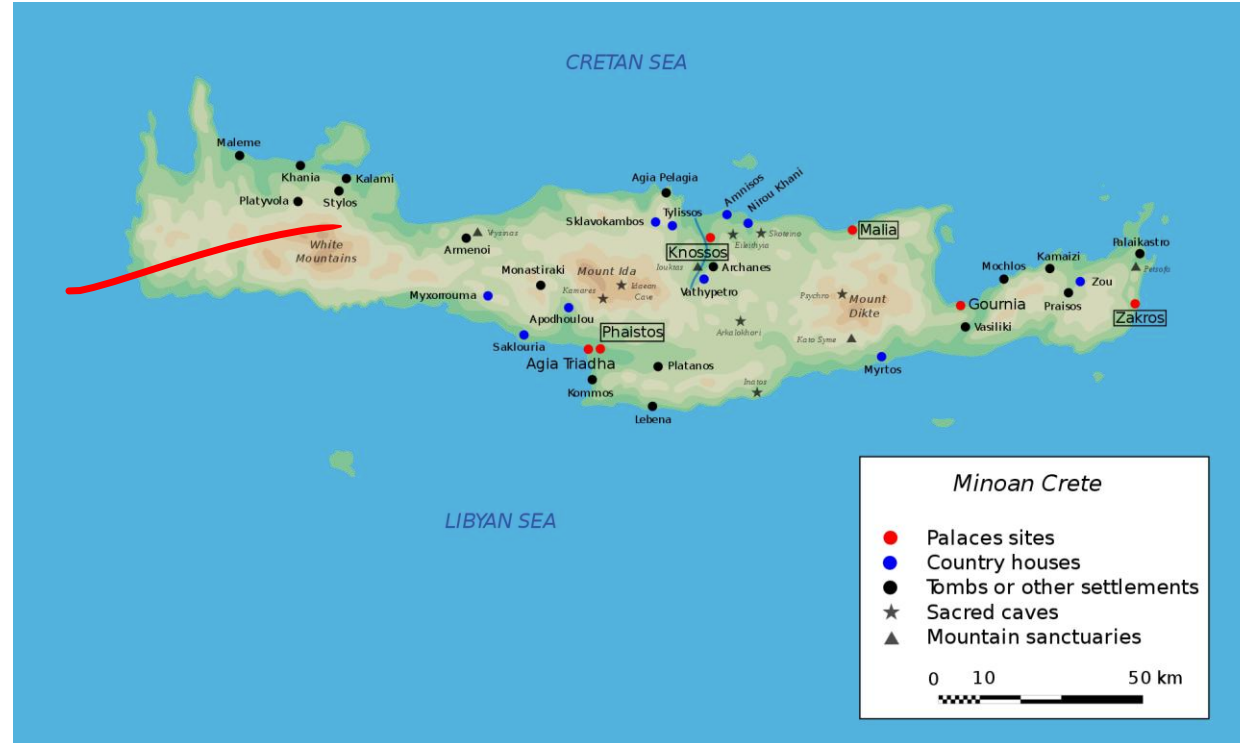 CRETAN SEA
Maleme
Khania
Kalami
Platyvola
Stylos
White
Mountains
Armenoi
Vrysinas
Agia Pelagia
Amnisos
Nirou Khani
Sklavokambos
Tylissos
Eileithyia
Skoteino
Knossos
Malia
Iouktas
Archanes
Vathypetro
Monastiraki
Mount Ida
Kamares
Idaean
Cave
Myxorrouma
Apodhoulou
Saklouria
Phaistos
Agia Triadha
Kommos
Platanos
Lebena
Arkalokhori
Inatos
Psychro
Mount
Dikte
Kato Syme
Myrtos
Palaikastro
Kamaizi
Mochlos
Petsofa
Zou
Praisos
Gournia
Zakros
Vasiliki
LIBYAN SEA
Minoan Crete
Palaces sites
Country houses
Tombs or other settlements
Sacred caves
Mountain sanctuaries
0 10 50 km